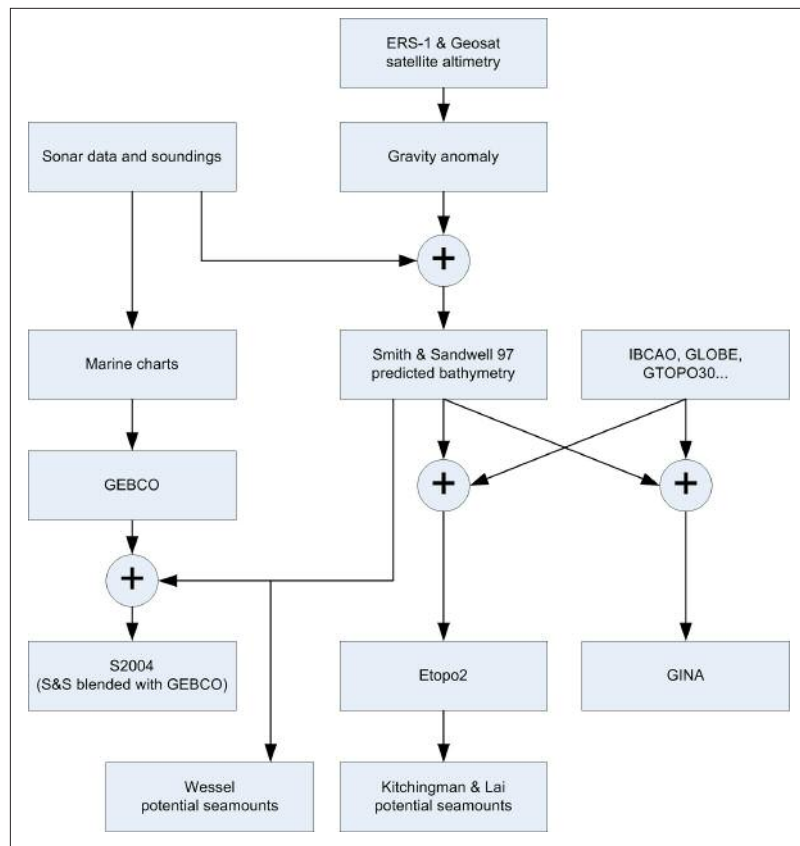 ERS-1 & Geosat
satellite altimetry
Sonar data and soundings
Gravity anomaly
+
Smith & Sandwell 97
predicted bathymetry
IBCAO, GLOBE,
GTOPO30...
Marine charts
GEBCO
+
+
+
S2004
(S&S blended with GEBCO)
Etopo2
GINA
Wessel
potential seamounts
Kitchingman & Lai
potential seamounts